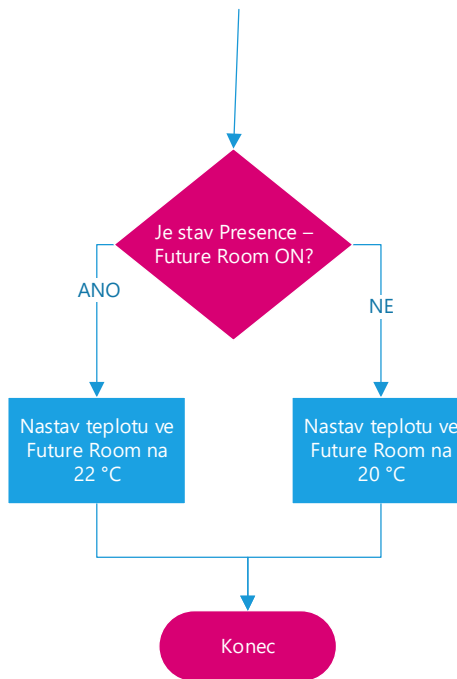 Je stav Presence –
Future Room ON?
ANO
NE
Nastav teplotu ve
Future Room na
22 °C
Nastav teplotu ve
Future Room na
20 °C
Konec